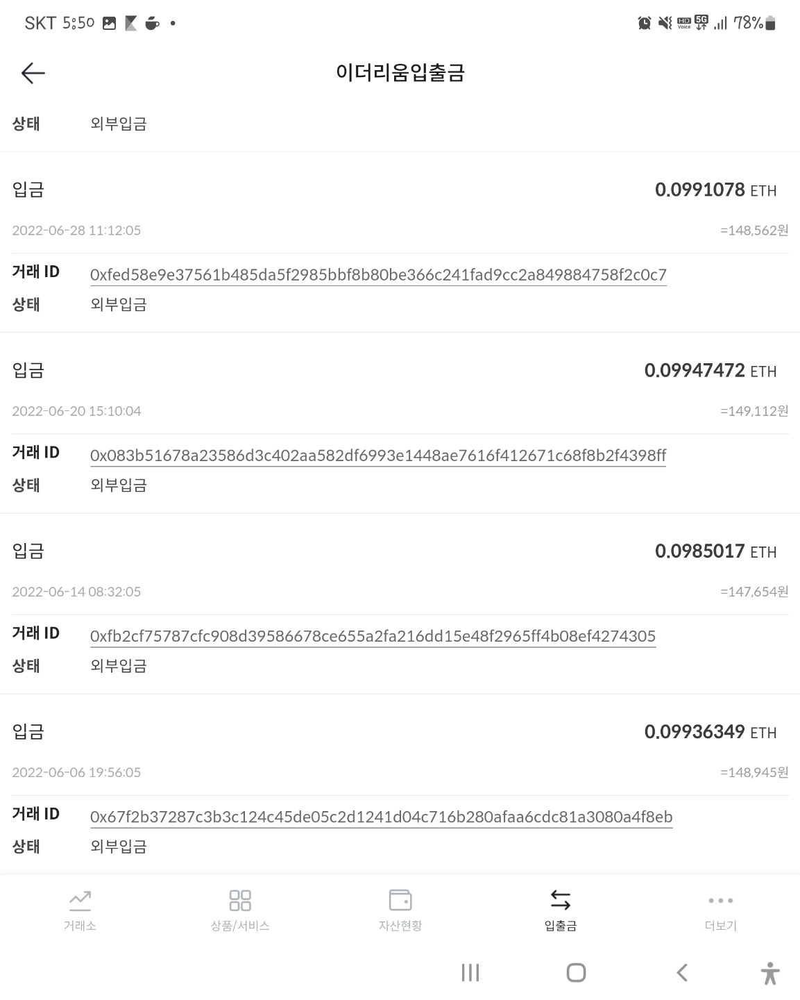 SKT 5:50 78%
이더리움입출금
상태 외부입금
입금 0.0991078 ETH
2022-06-28 11:12:05 =148,562원
거래 ID 0xfed58e9e37561b485da5f2985bbf8b80be366c241fad9cc2a849884758f2c0c7
상태 외부입금
입금 0.09947472 ETH
2022-06-20 15:10:04 =149,112원
거래 ID 0x083b51678a23586d3c402aa582df6993e1448ae7616f412671c68f8b2f4398ff
상태 외부입금
입금 0.0985017 ETH
2022-06-14 08:32:05 =147,654원
거래 ID 0xfb2cf75787cfc908d39586678ce655a2fa216dd15e48f2965ff4b08ef4274305
상태 외부입금
입금 0.09936349 ETH
2022-06-06 19:56:05 =148,945원
거래 ID 0x67f2b37287c3b3c124c45de05c2d1241d04c716b280afaa6cdc81a3080a4f8eb
상태 외부입금
거래소 상품/서비스 자산현황 입출금 더보기